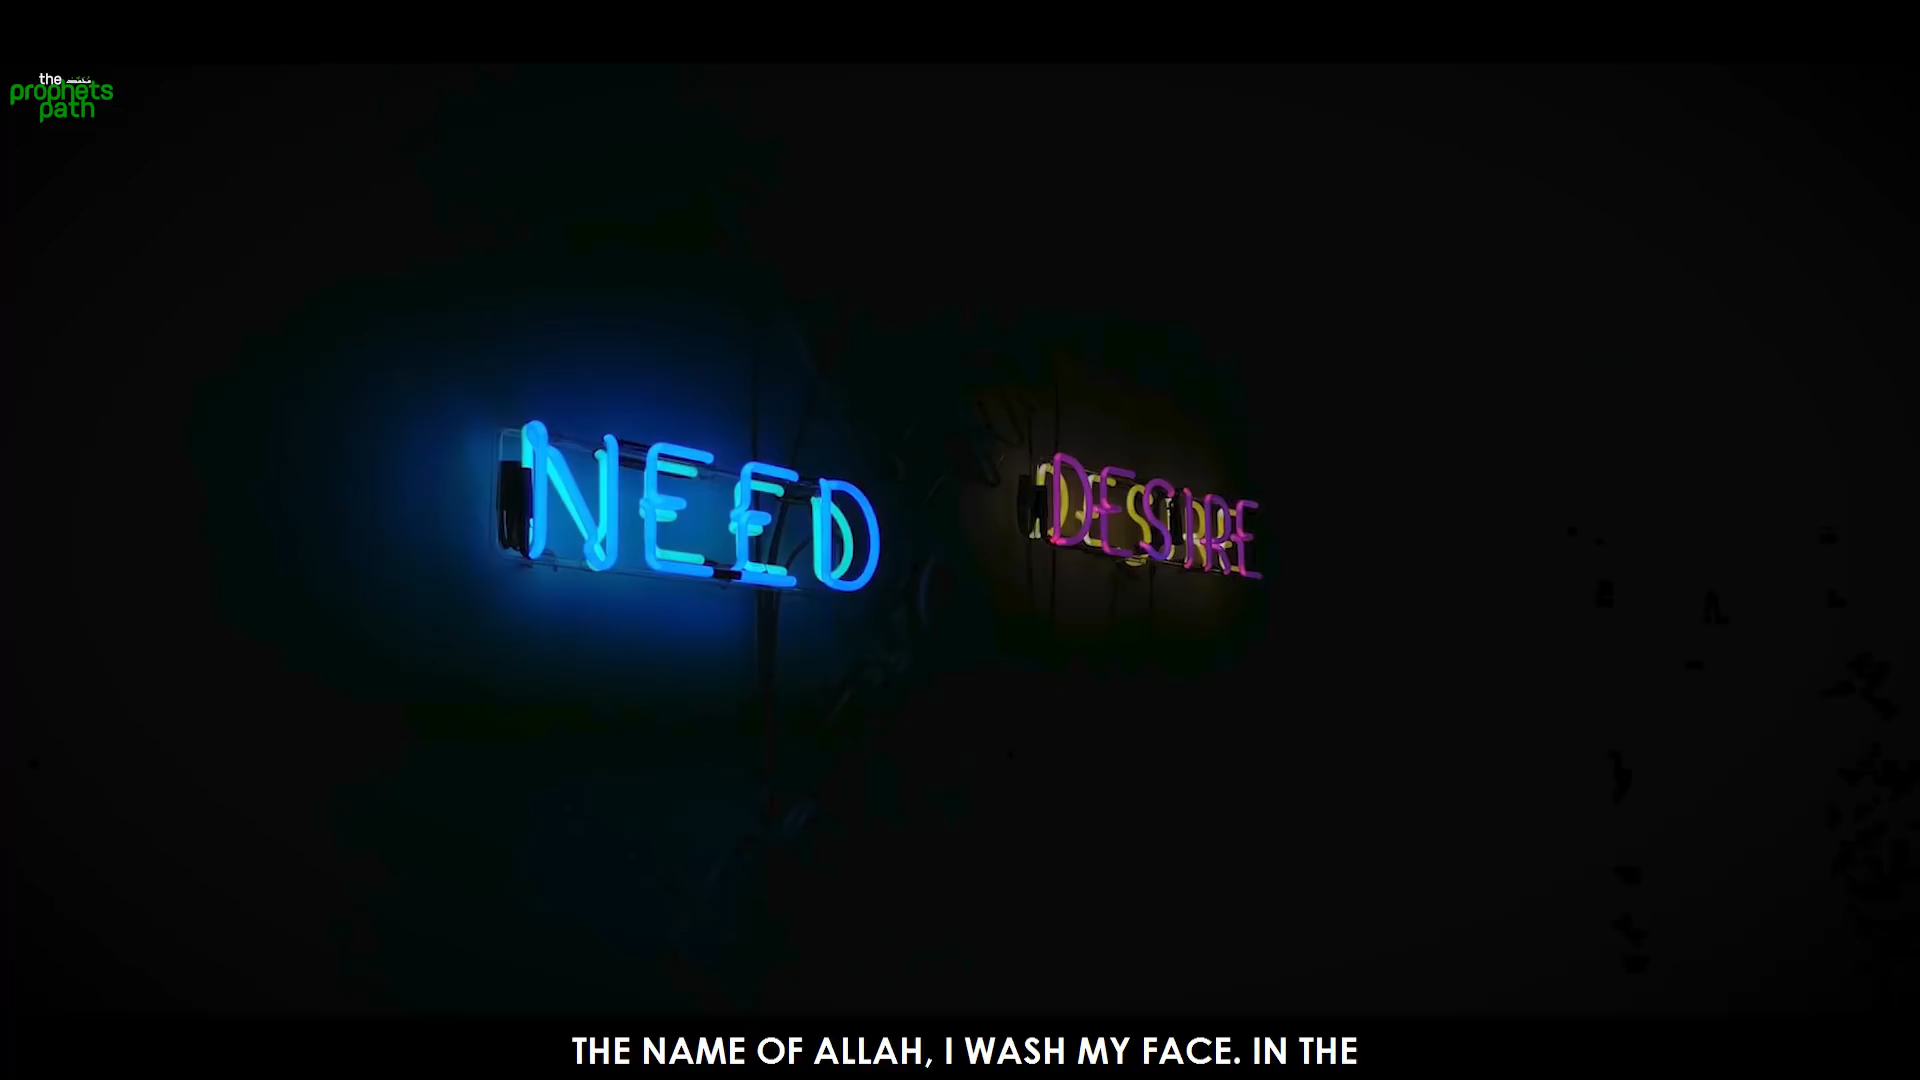 the
prophets
path
NEED
DESIRE
THE NAME OF ALLAH, I WASH MY FACE. IN THE